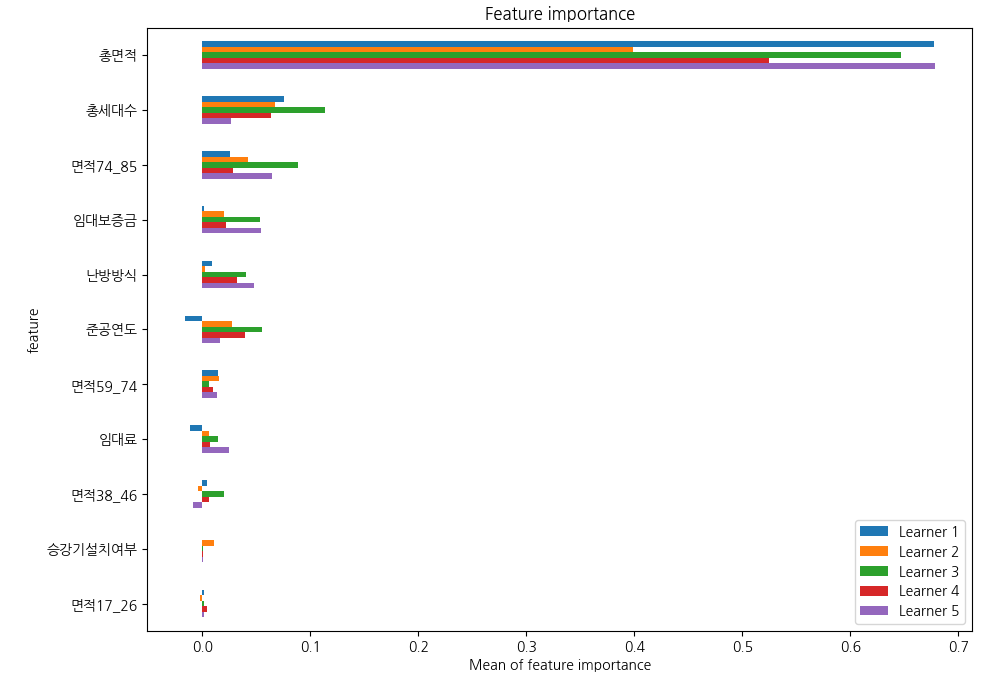 Feature importance
feature
총면적
총세대수
면적74_85
임대보증금
난방방식
준공연도
면적59_74
임대료
면적38_46
승강기설치여부
면적17_26
Learner 1
Learner 2
Learner 3
Learner 4
Learner 5
0.0 0.1 0.2 0.3 0.4 0.5 0.6 0.7
Mean of feature importance